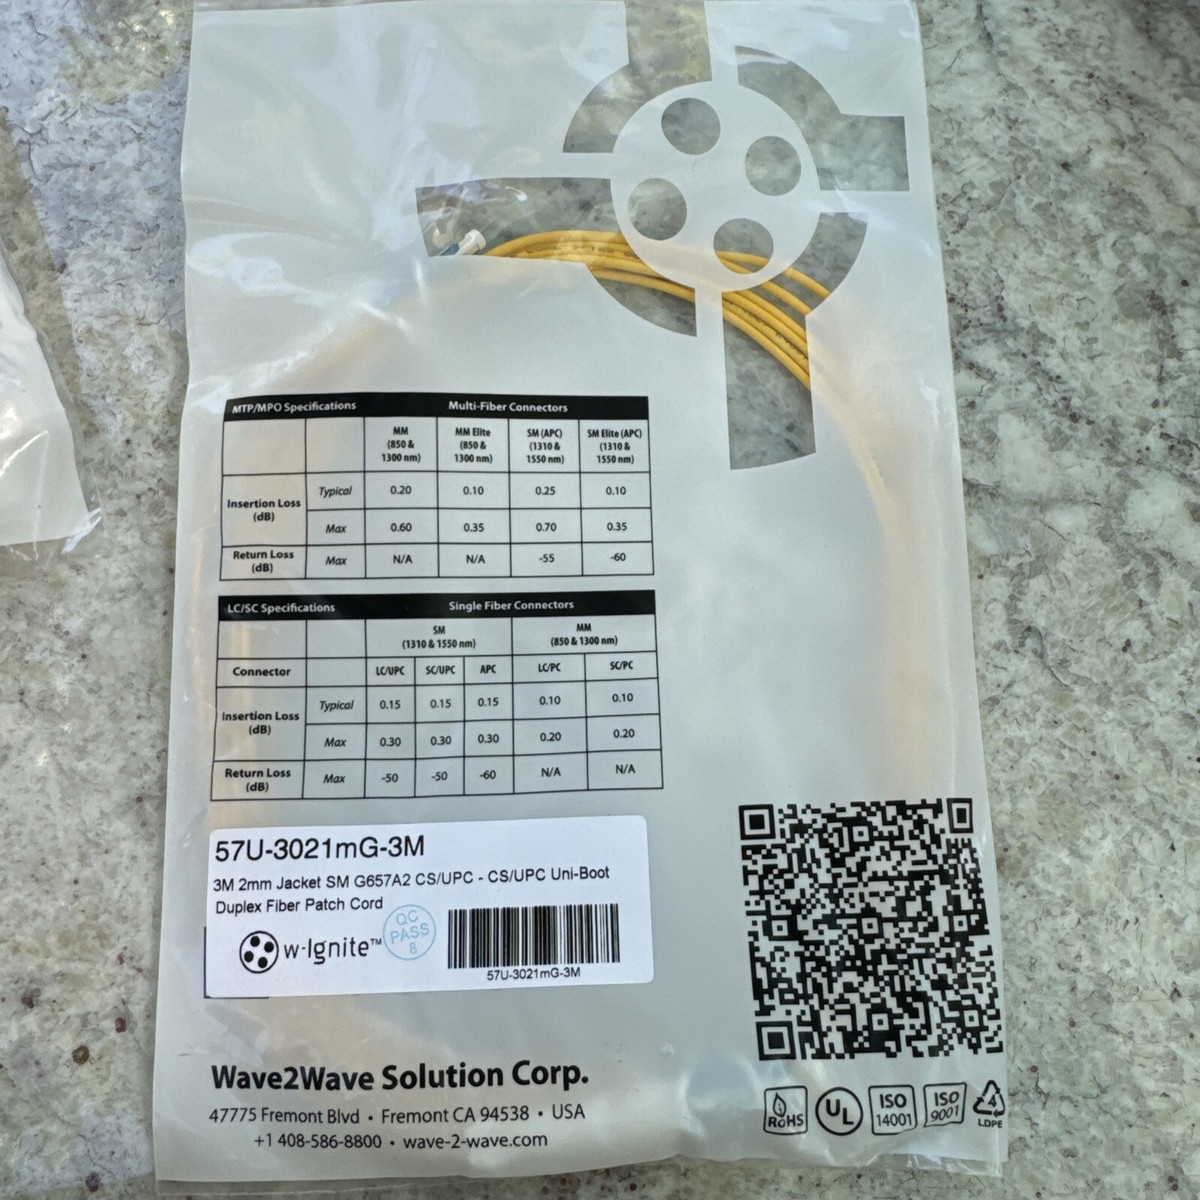 MTP/MPO Specifications Multi-Fiber Connectors
MM (850 & 1300 nm) MM Elite (850 & 1300 nm) SM (APC) (1310 & 1550 nm) SM Elite (APC) (1310 & 1550 nm)
Insertion Loss (dB) Typical 0.20 0.10 0.25 0.10
Max 0.60 0.35 0.70 0.35
Return Loss (dB) Max N/A N/A -55 -60
LC/SC Specifications Single Fiber Connectors
SM (1310 & 1550 nm) MM (850 & 1300 nm)
Connector LC/UPC SC/UPC APC LC/PC SC/PC
Insertion Loss (dB) Typical 0.15 0.15 0.15 0.10 0.10
Max 0.30 0.30 0.30 0.20 0.20
Return Loss (dB) Max -50 -50 -60 N/A N/A
57U-3021mG-3M
3M 2mm Jacket SM G657A2 CS/UPC - CS/UPC Uni-Boot
Duplex Fiber Patch Cord
w-Ignite™
QC
PASS
8
57U-3021mG-3M
Wave2Wave Solution Corp.
47775 Fremont Blvd • Fremont CA 94538 • USA
+1 408-586-8800 • wave-2-wave.com
RoHS
UL
ISO
14001
ISO
9001
4
LDPE